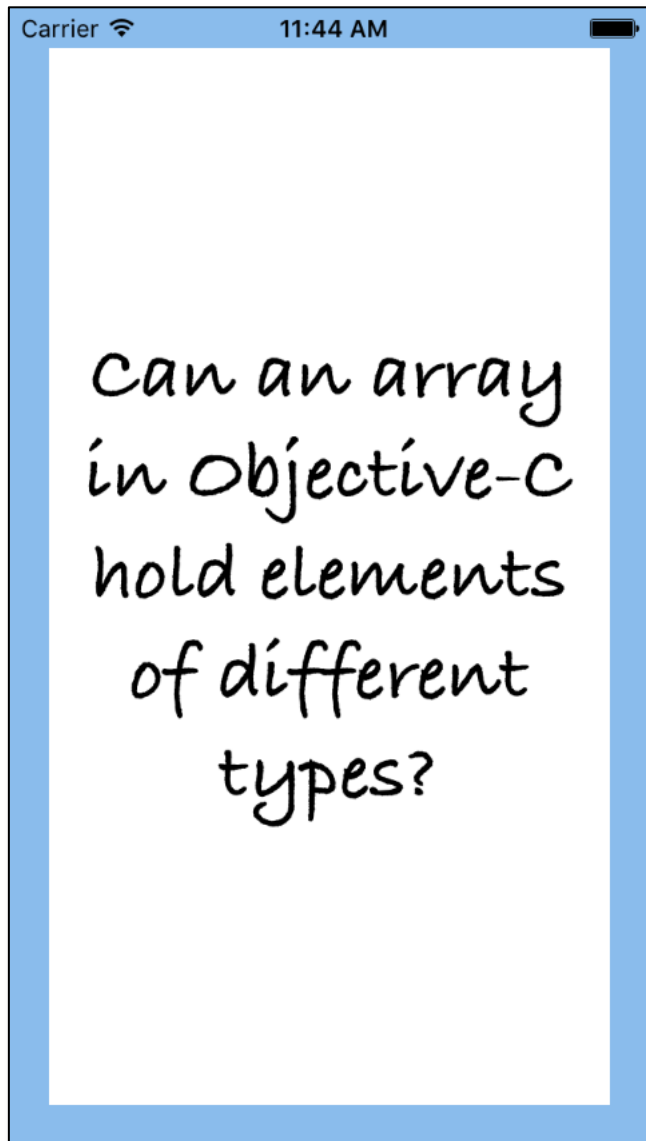 Carrier 11:44 AM
Can an array
in Objective-C
hold elements
of different
types?